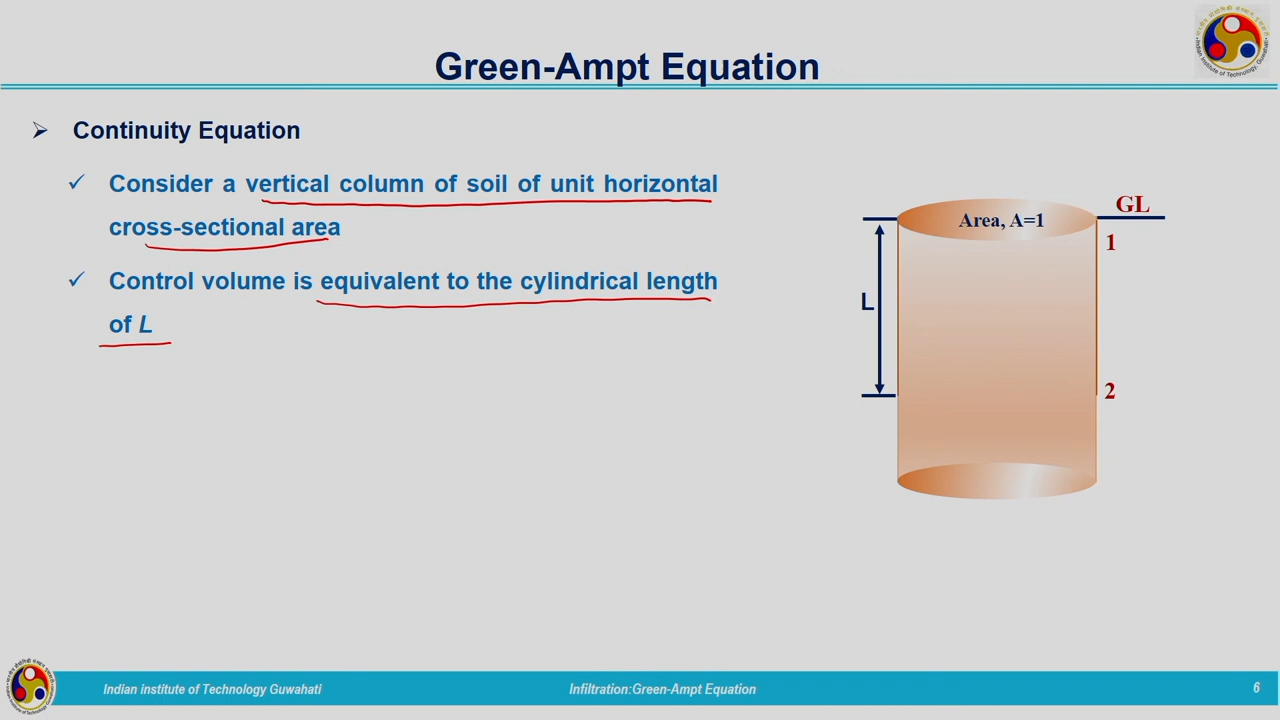 Green-Ampt Equation
Continuity Equation
Consider a vertical column of soil of unit horizontal
cross-sectional area
Control volume is equivalent to the cylindrical length
of L
GL
Area, A=1
1
L
2
Indian institute of Technology Guwahati
Infiltration:Green-Ampt Equation
6